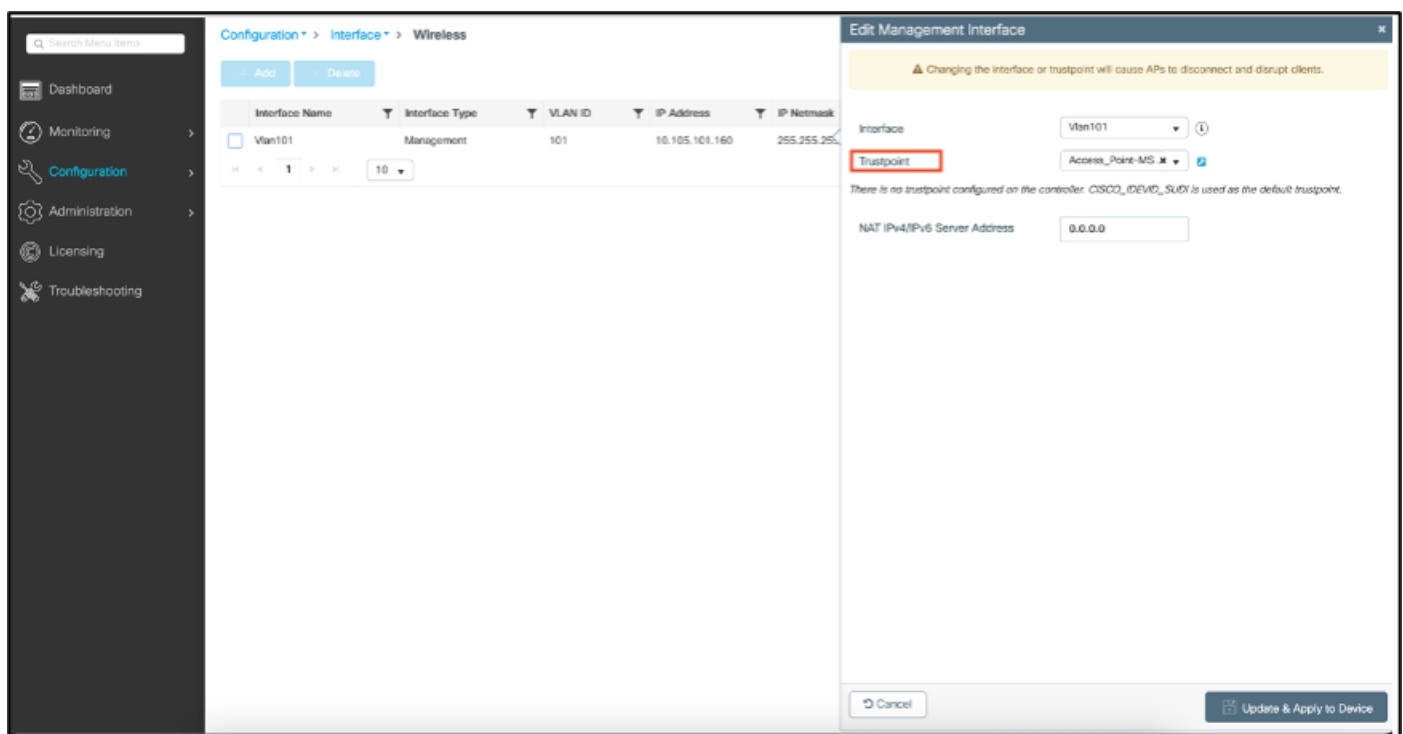 Search Menu Items
Dashboard
Monitoring
Configuration
Administration
Licensing
Troubleshooting
Configuration > Interface > Wireless
+ Add
× Delete
Interface Name Interface Type VLAN ID IP Address IP Netmask
Vlan101 Management 101 10.105.101.160 255.255.255.
1 10
Edit Management Interface
Changing the interface or trustpoint will cause APs to disconnect and disrupt clients.
Interface Vlan101
Trustpoint Access_Point-MS
There is no trustpoint configured on the controller. CISCO_IDEVID_SUDI is used as the default trustpoint.
NAT IPv4/IPv6 Server Address 0.0.0.0
Cancel
Update & Apply to Device